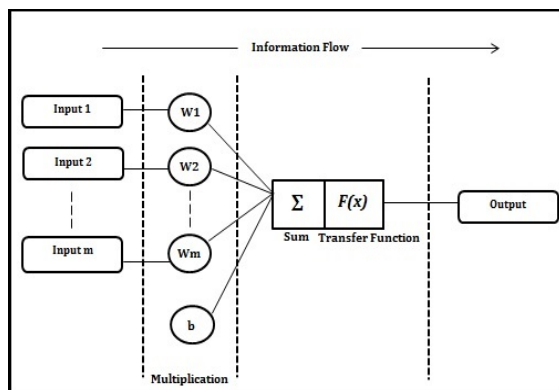 Information Flow
Input 1
W1
Input 2
W2
Σ
F(x)
Output
Sum
Transfer Function
Input m
Wm
b
Multiplication